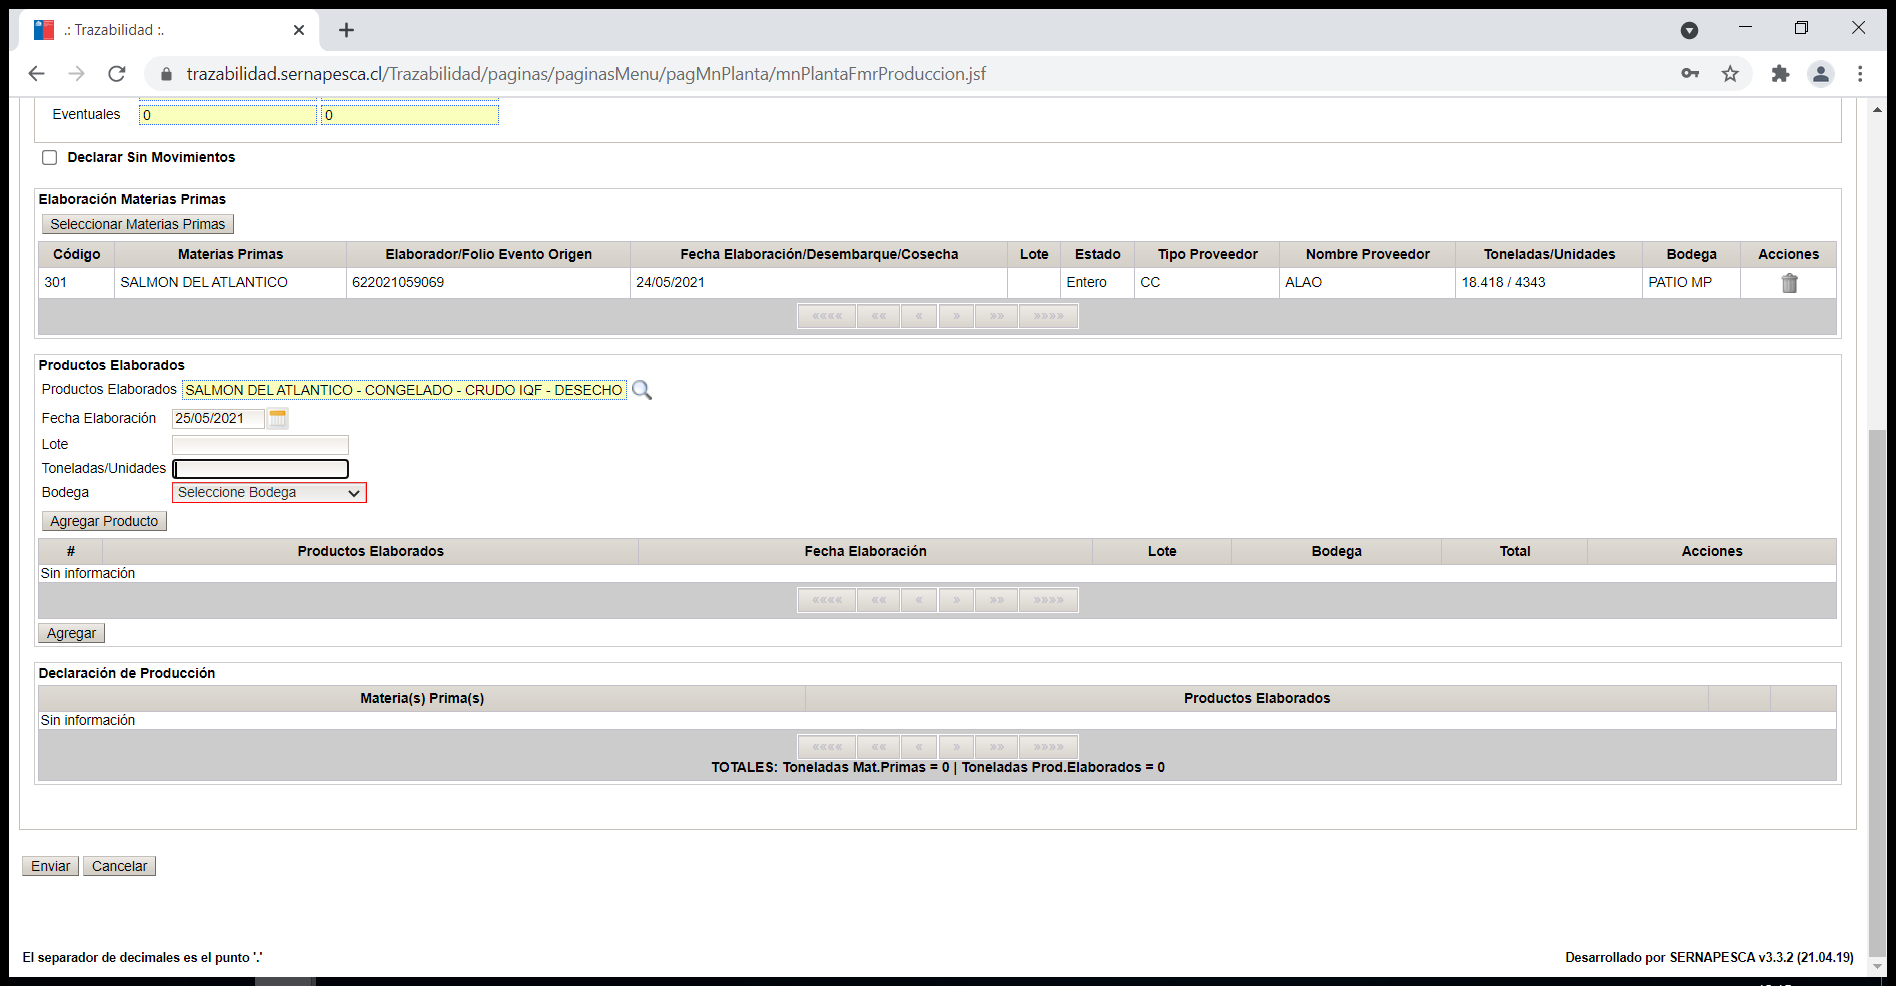 .: Trazabilidad :.
trazabilidad.sernapesca.cl/Trazabilidad/paginas/paginasMenu/pagMnPlanta/mnPlantaFmrProduccion.jsf
Eventuales 0 0
Declarar Sin Movimientos
Elaboración Materias Primas
Seleccionar Materias Primas
Código Materias Primas Elaborador/Folio Evento Origen Fecha Elaboración/Desembarque/Cosecha Lote Estado Tipo Proveedor Nombre Proveedor Toneladas/Unidades Bodega Acciones
301 SALMON DEL ATLANTICO 622021059069 24/05/2021 Entero CC ALAO 18.418 / 4343 PATIO MP
«««« «« « » »» »»»»
Productos Elaborados
Productos Elaborados SALMON DEL ATLANTICO - CONGELADO - CRUDO IQF - DESECHO
Fecha Elaboración 25/05/2021
Lote
Toneladas/Unidades
Bodega Seleccione Bodega
Agregar Producto
# Productos Elaborados Fecha Elaboración Lote Bodega Total Acciones
Sin información
«««« «« « » »» »»»»
Agregar
Declaración de Producción
Materia(s) Prima(s) Productos Elaborados
Sin información
«««« «« « » »» »»»»
TOTALES: Toneladas Mat.Primas = 0 | Toneladas Prod.Elaborados = 0
Enviar Cancelar
El separador de decimales es el punto '.' Desarrollado por SERNAPESCA v3.3.2 (21.04.19)